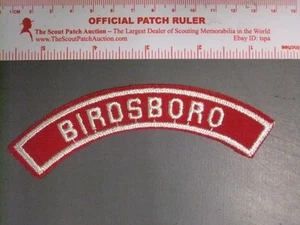 OFFICIAL PATCH RULER
The Scout Patch Auction – The Largest Dealer of Scouting Memorabilia in the World
www.TheScoutPatchAuction.com Ebay ID: tspa
BIRDSBORO